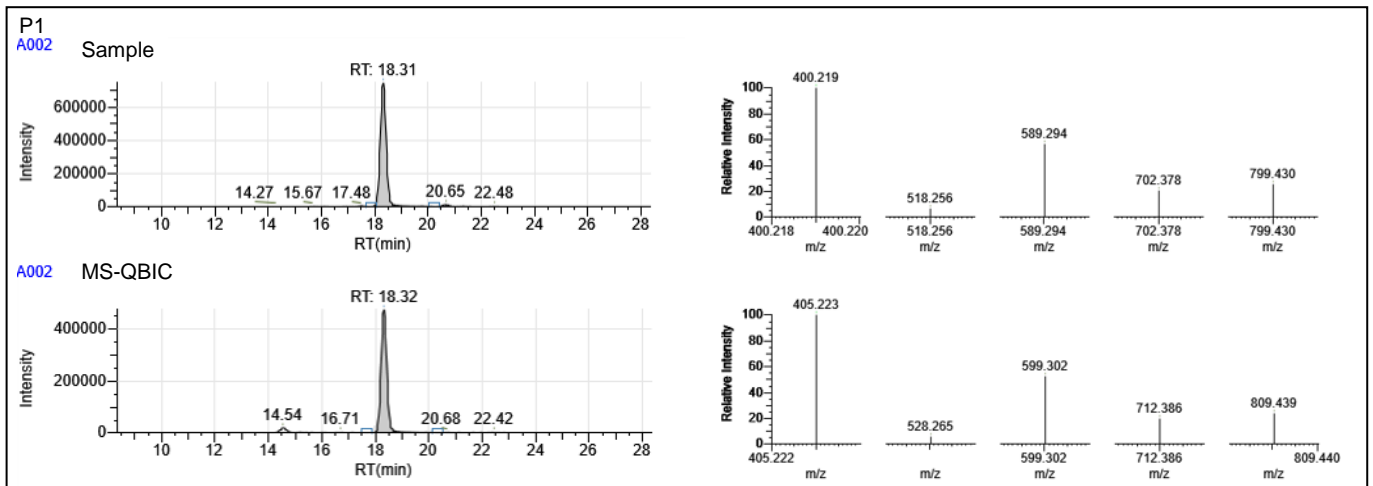 P1
A002 Sample
RT: 18.31
600000
400000
200000
0
Intensity
14.27 15.67 17.48 20.65 22.48
10 12 14 16 18 20 22 24 26 28
RT(min)
100
80
60
40
20
0
Relative Intensity
400.219
518.256
589.294
702.378
799.430
400.218 400.220 518.256 589.294 702.378 799.430
m/z m/z m/z m/z m/z
A002 MS-QBIC
RT: 18.32
400000
200000
0
Intensity
14.54 16.71 20.68 22.42
10 12 14 16 18 20 22 24 26 28
RT(min)
100
80
60
40
20
0
Relative Intensity
405.223
528.265
599.302
712.386
809.439
405.222 599.302 712.386 809.440
m/z m/z m/z m/z m/z